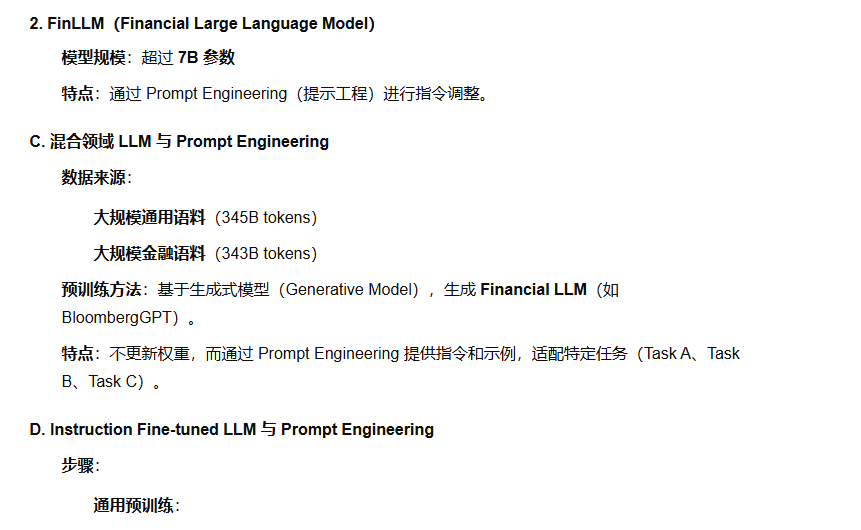 2. FinLLM（Financial Large Language Model）
模型规模：超过 7B 参数
特点：通过 Prompt Engineering（提示工程）进行指令调整。
C. 混合领域 LLM 与 Prompt Engineering
数据来源：
大规模通用语料（345B tokens）
大规模金融语料（343B tokens）
预训练方法：基于生成式模型（Generative Model），生成 Financial LLM（如
BloombergGPT）。
特点：不更新权重，而通过 Prompt Engineering 提供指令和示例，适配特定任务（Task A、Task
B、Task C）。
D. Instruction Fine-tuned LLM 与 Prompt Engineering
步骤：
通用预训练：